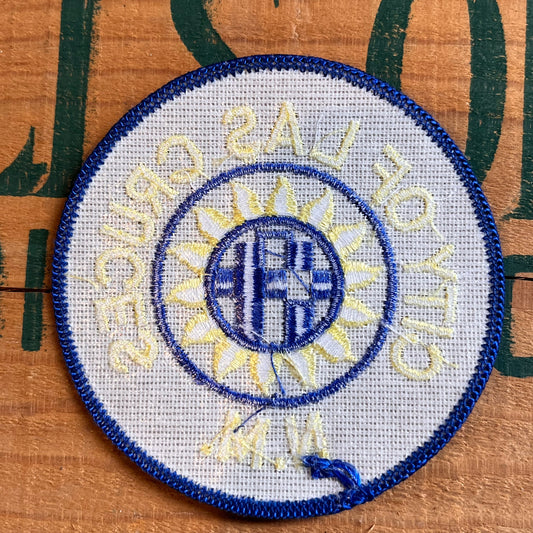 CITY OF LAS CRUCES
N.M.